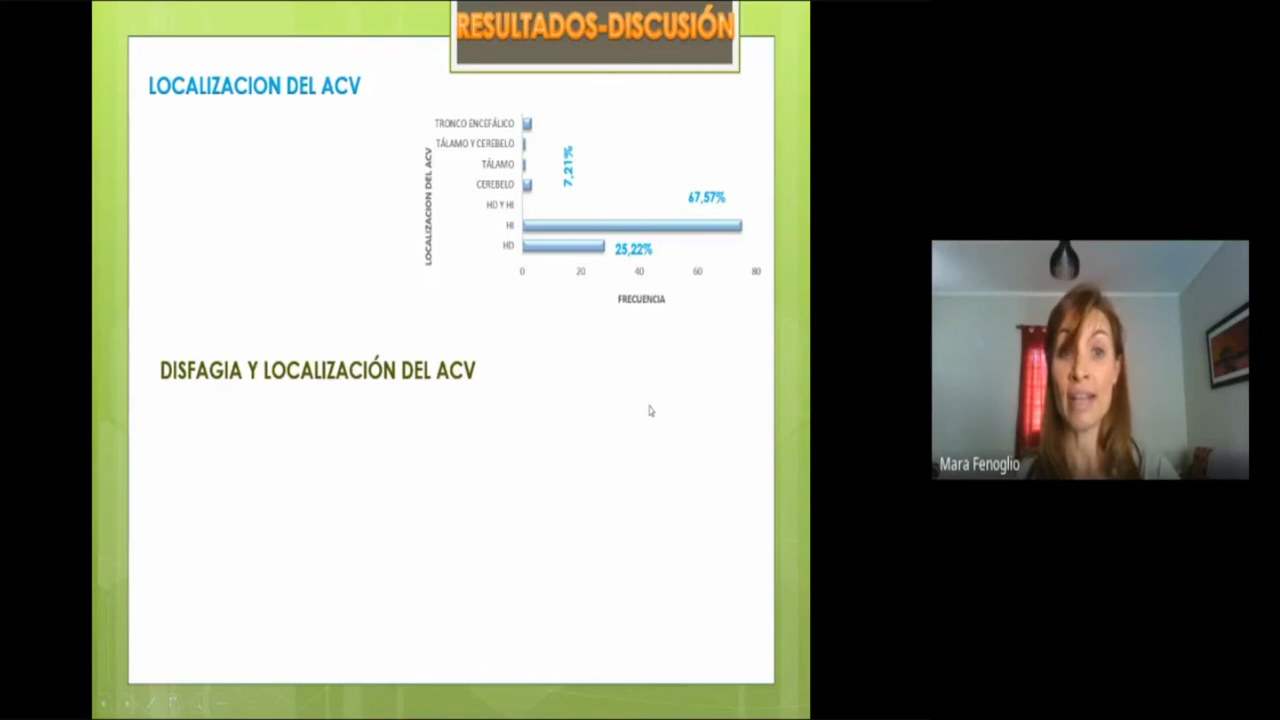 RESULTADOS-DISCUSIÓN
LOCALIZACION DEL ACV
LOCALIZACION DEL ACV
TRONCO ENCEFÁLICO
TÁLAMO Y CEREBELO
TÁLAMO
CEREBELO
HD Y HI
HI
HD
7,21%
67,57%
25,22%
0 20 40 60 80
FRECUENCIA
DISFAGIA Y LOCALIZACIÓN DEL ACV
Mara Fenoglio